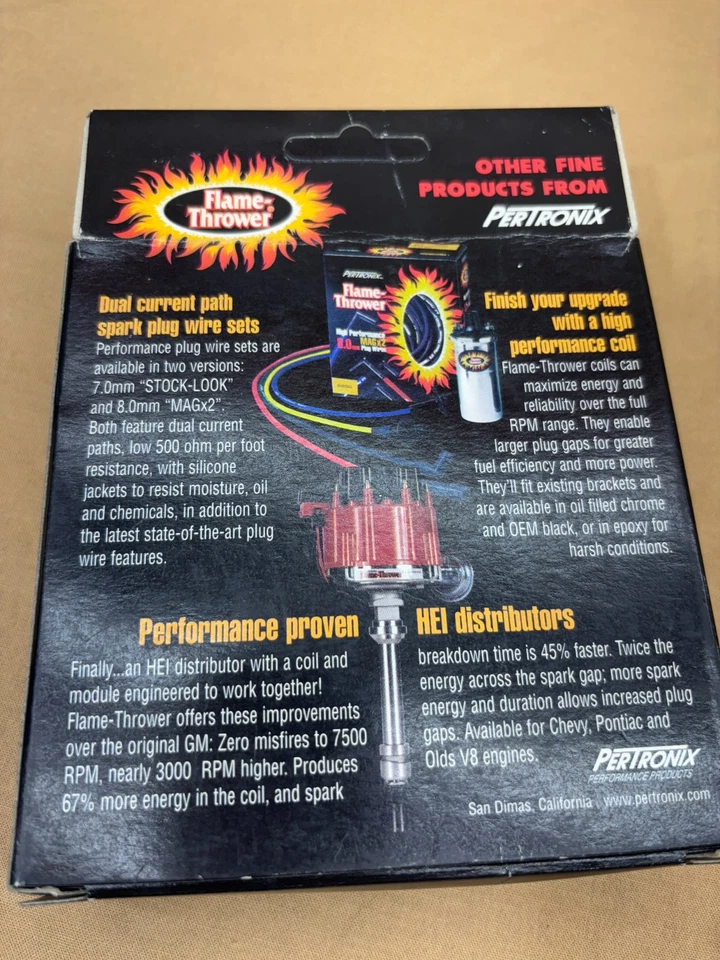 Flame-
Thrower®
OTHER FINE
PRODUCTS FROM
PERTRONIX
Dual current path
spark plug wire sets
Performance plug wire sets are
available in two versions:
7.0mm “STOCK-LOOK”
and 8.0mm “MAGx2”.
Both feature dual current
paths, low 500 ohm per foot
resistance, with silicone
jackets to resist moisture, oil
and chemicals, in addition to
the latest state-of-the-art plug
wire features.
PERTRONIX
Flame-
Thrower
High Performance
8.0mm MAGx2
Plug Wires
Finish your upgrade
with a high
performance coil
Flame-Thrower coils can
maximize energy and
reliability over the full
RPM range. They enable
larger plug gaps for greater
fuel efficiency and more power.
They'll fit existing brackets and
are available in oil filled chrome
and OEM black, or in epoxy for
harsh conditions.
Flame-Thrower
Performance proven
Finally...an HEI distributor with a coil and
module engineered to work together!
Flame-Thrower offers these improvements
over the original GM: Zero misfires to 7500
RPM, nearly 3000 RPM higher. Produces
67% more energy in the coil, and spark
HEI distributors
breakdown time is 45% faster. Twice the
energy across the spark gap; more spark
energy and duration allows increased plug
gaps. Available for Chevy, Pontiac and
Olds V8 engines.
PERTRONIX
PERFORMANCE PRODUCTS
San Dimas, California www.pertronix.com